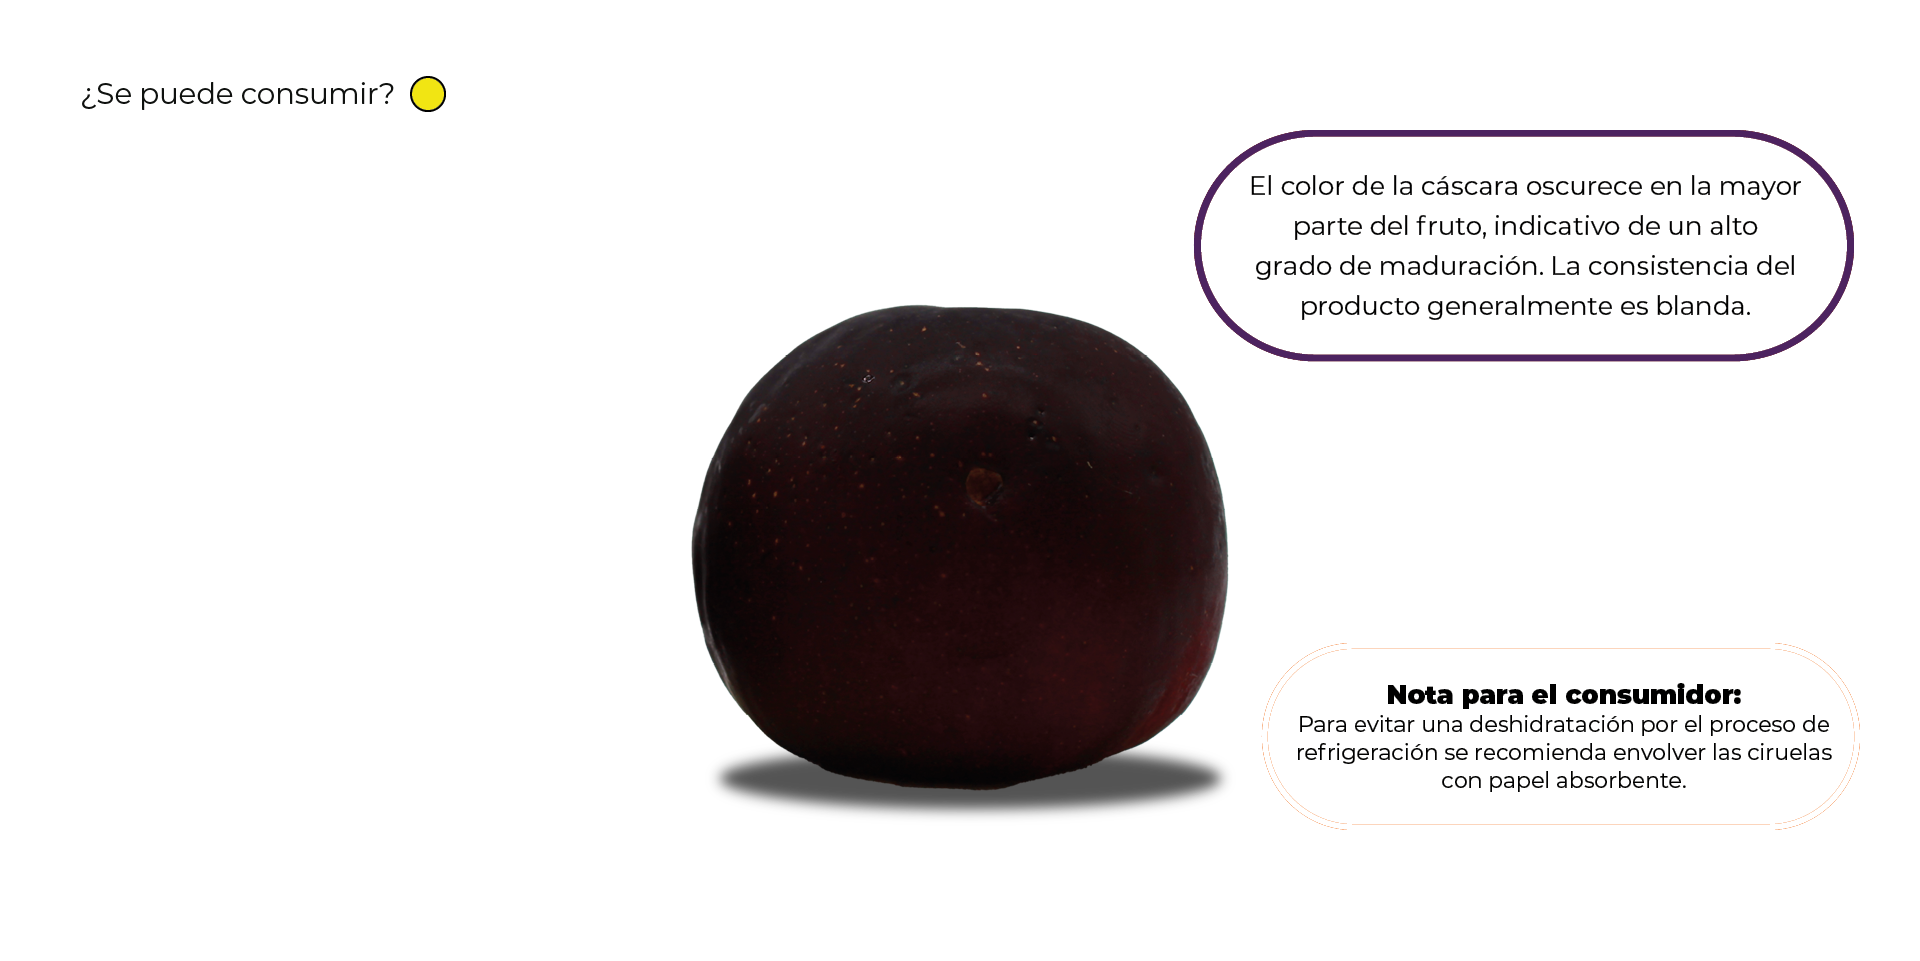 ¿Se puede consumir?
El color de la cáscara oscurece en la mayor
parte del fruto, indicativo de un alto
grado de maduración. La consistencia del
producto generalmente es blanda.
Nota para el consumidor:
Para evitar una deshidratación por el proceso de
refrigeración se recomienda envolver las ciruelas
con papel absorbente.